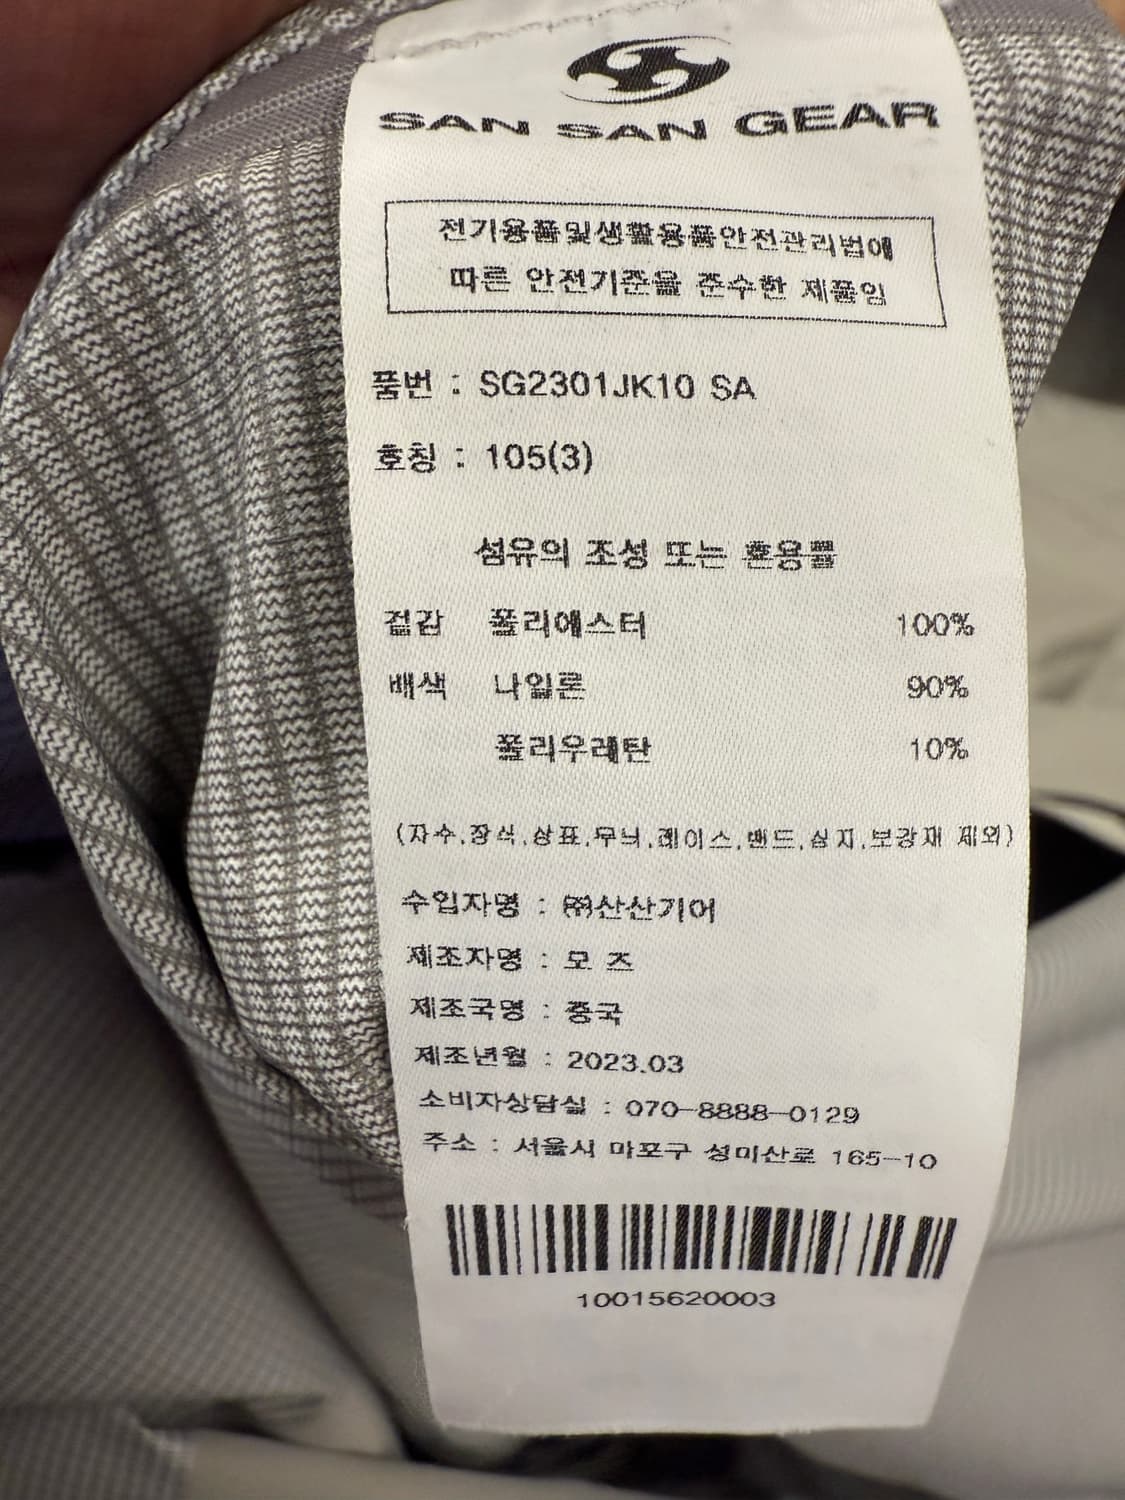 SAN SAN GEAR
전기용품및생활용품안전관리법에
따른 안전기준을 준수한 제품임
품번 : SG2301JK10 SA
호칭 : 105(3)
섬유의 조성 또는 혼용률
겉감 폴리에스터 100%
배색 나일론 90%
폴리우레탄 10%
(자수,장식,상표,무늬,레이스,밴드,심지,보강재 제외)
수입자명 : ㈜산산기어
제조자명 : 모 즈
제조국명 : 중국
제조년월 : 2023.03
소비자상담실 : 070-8888-0129
주소 : 서울시 마포구 성미산로 165-10
10015620003